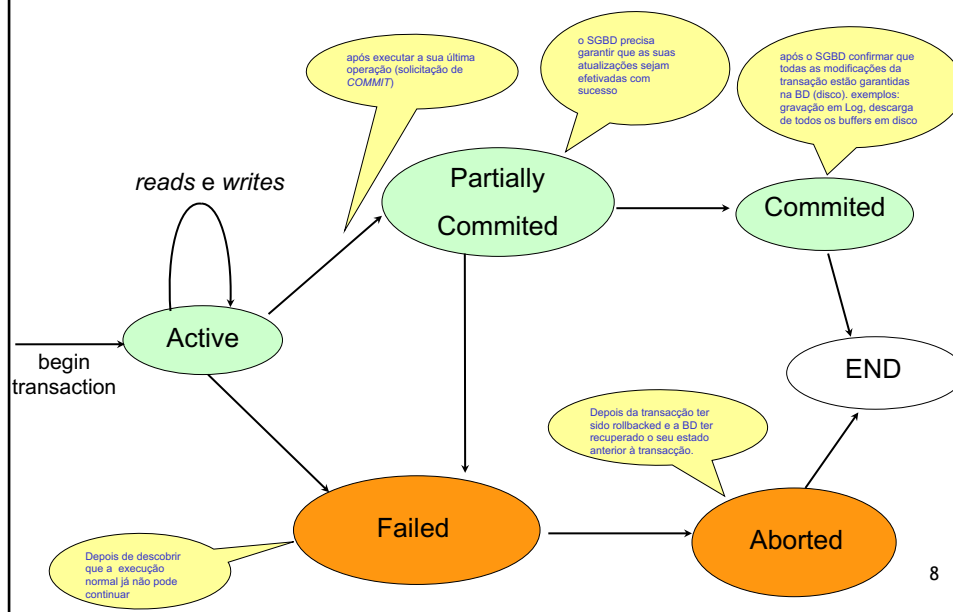 após executar a sua última
operação (solicitação de
COMMIT)
o SGBD precisa
garantir que as suas
atualizações sejam
efetivadas com
sucesso
após o SGBD confirmar que
todas as modificações da
transação estão garantidas
na BD (disco). exemplos:
gravação em Log, descarga
de todos os buffers em disco
reads e writes
Partially
Commited
Commited
Active
begin
transaction
END
Depois da transacção ter
sido rollbacked e a BD ter
recuperado o seu estado
anterior à transacção.
Failed
Aborted
Depois de descobrir
que a execução
normal já não pode
continuar
8